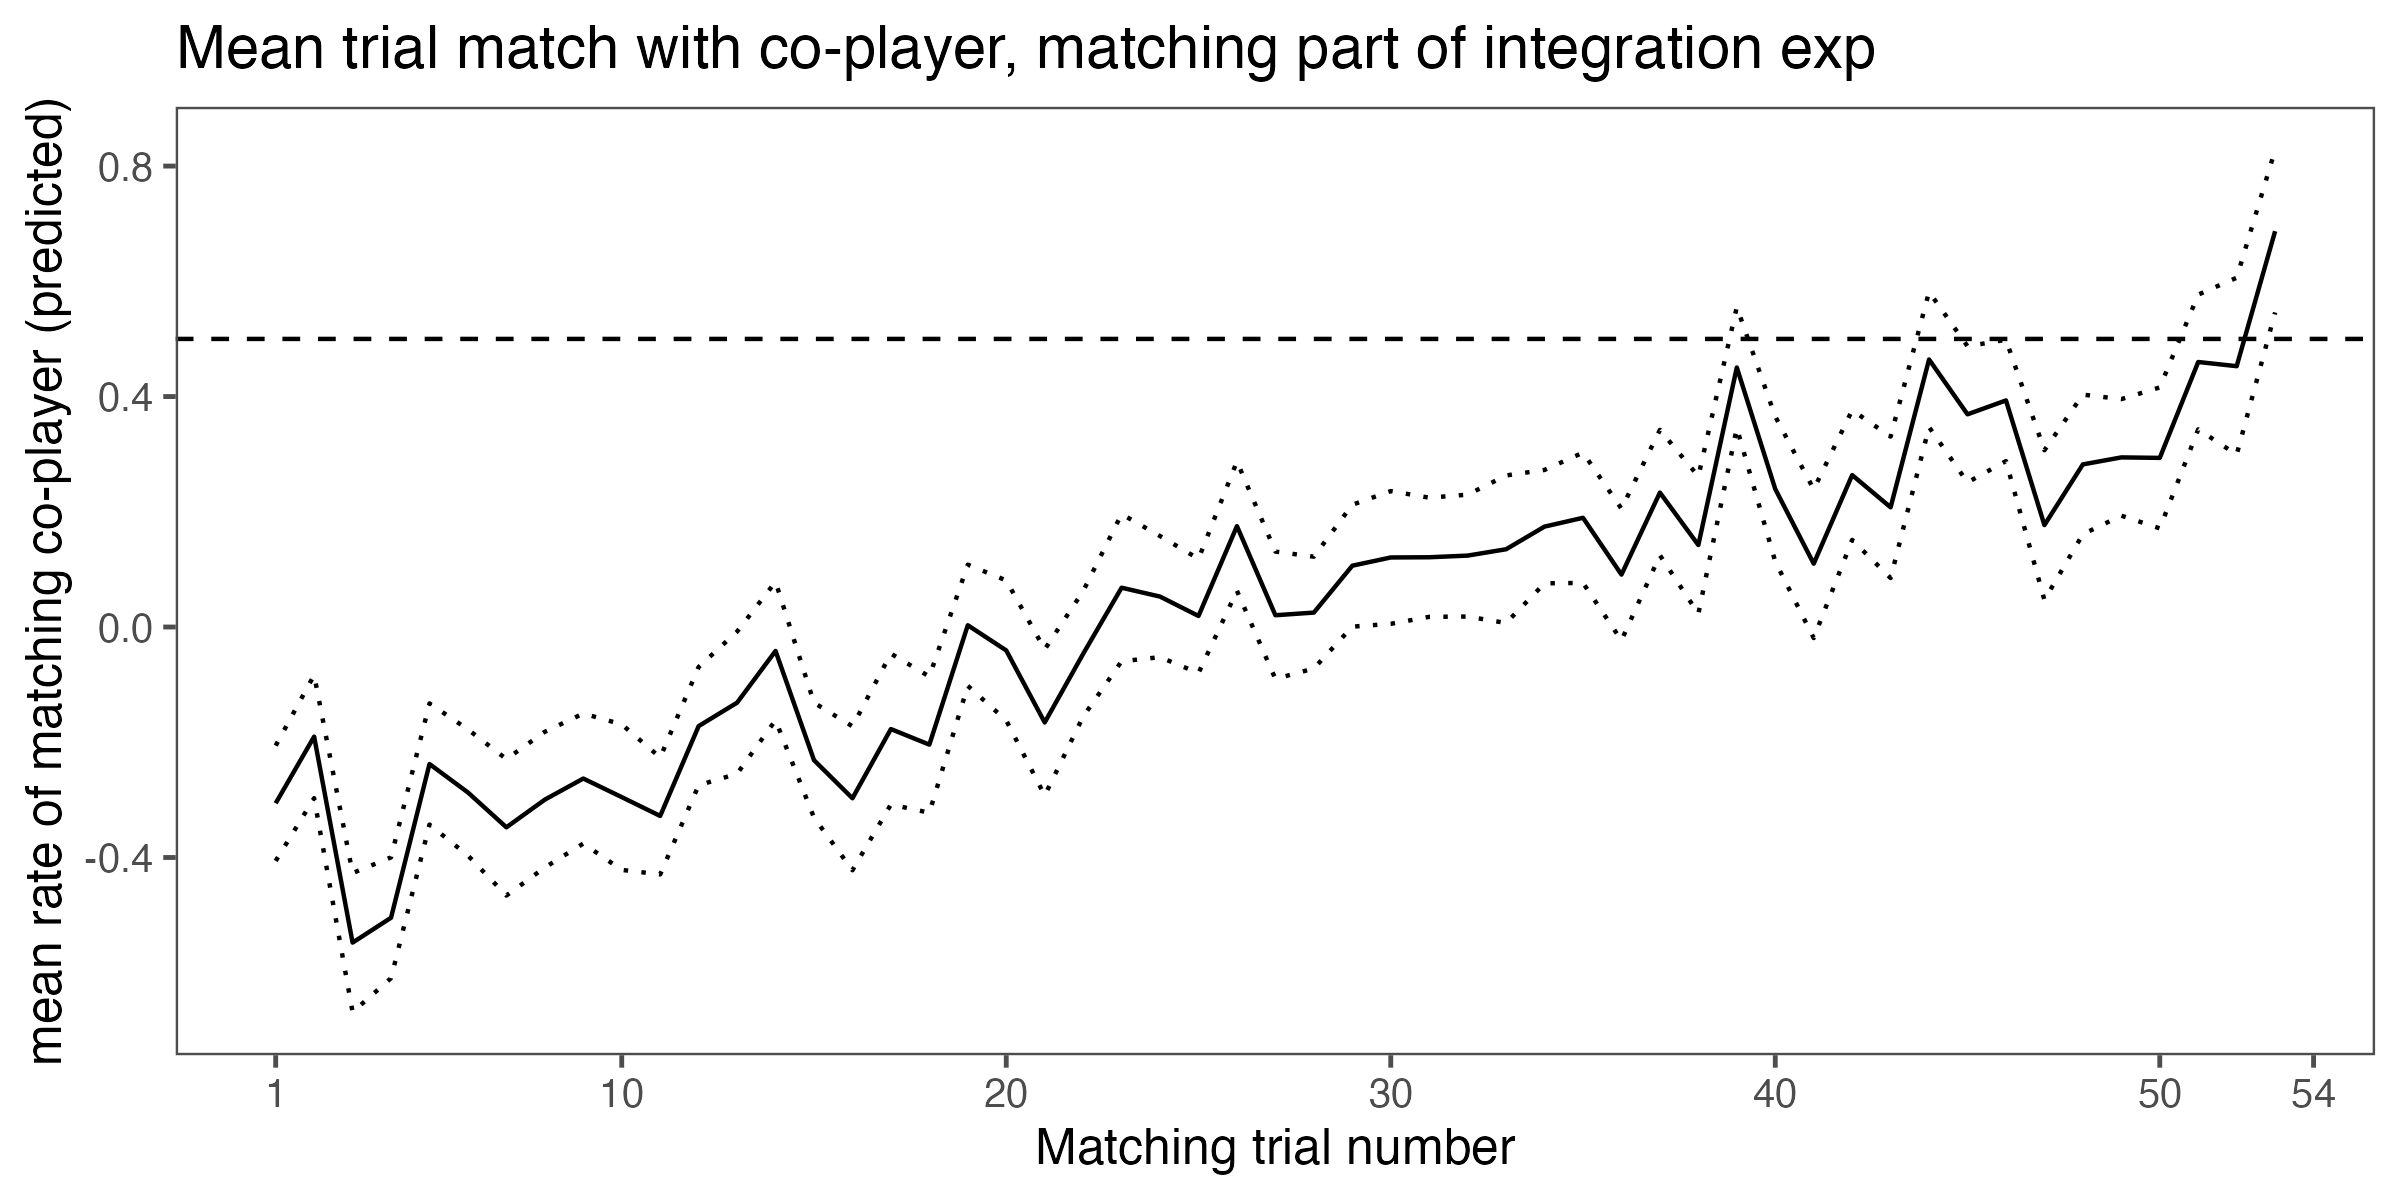 Mean trial match with co-player, matching part of integration exp
mean rate of matching co-player (predicted)
0.8
0.4
0.0
-0.4
1 10 20 30 40 50 54
Matching trial number